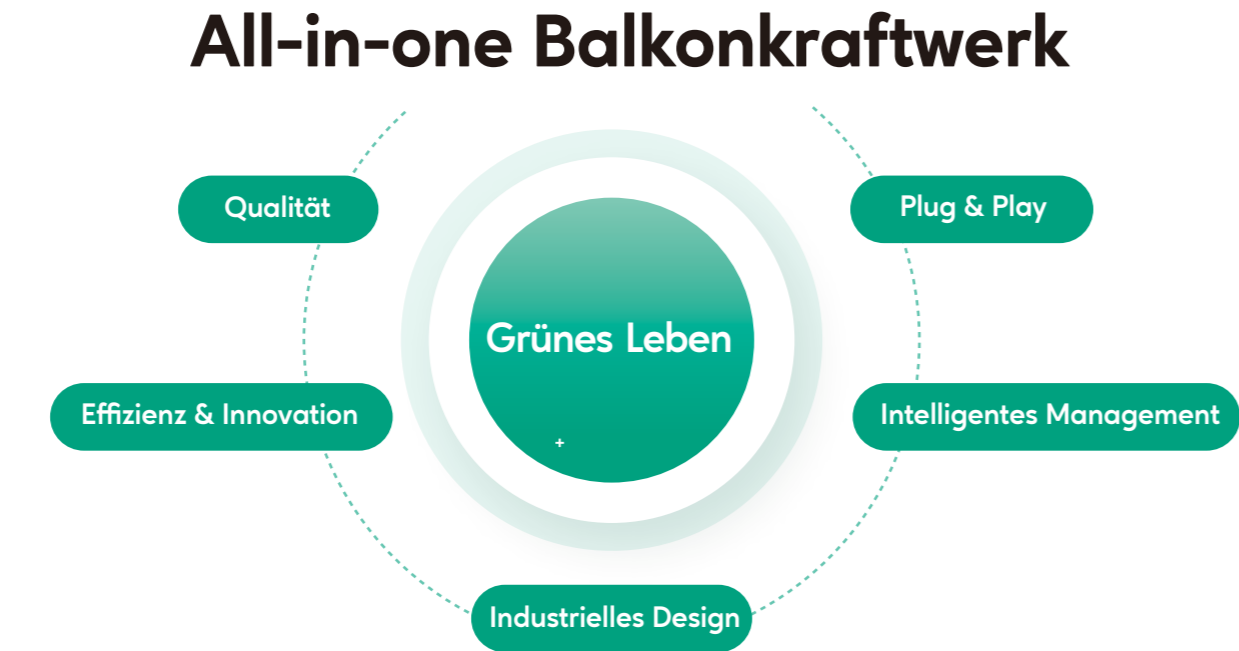 All-in-one Balkonkraftwerk
Qualität
Plug & Play
Grünes Leben
Effizienz & Innovation
Intelligentes Management
+
Industrielles Design